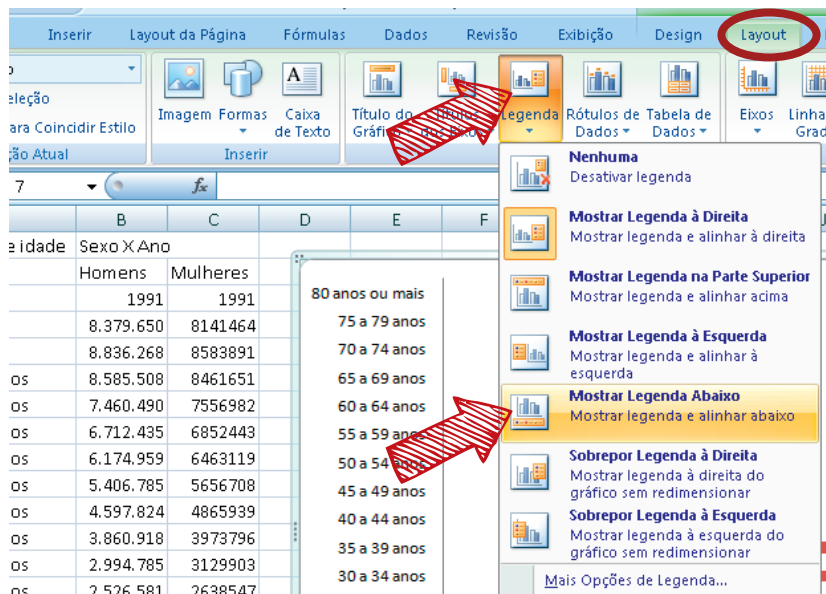 Inserir Layout da Página Fórmulas Dados Revisão Exibição Design Layout
eleção
ara Coincidir Estilo
ção Atual
Imagem Formas Caixa
de Texto
Inserir
Título do
Gráfico
dos Eixos
Legenda Rótulos de Tabela de
Dados Dados
Eixos Linha
Grad
7 fx
B C D E F
e idade Sexo X Ano
Homens Mulheres
1991 1991
8.379.650 8141464
8.836.268 8583891
os 8.585.508 8461651
os 7.460.490 7556982
os 6.712.435 6852443
os 6.174.959 6463119
os 5.406.785 5656708
os 4.597.824 4865939
os 3.860.918 3973796
os 2.994.785 3129903
os 2.526.581 2638547
80 anos ou mais
75 a 79 anos
70 a 74 anos
65 a 69 anos
60 a 64 anos
55 a 59 anos
50 a 54 anos
45 a 49 anos
40 a 44 anos
35 a 39 anos
30 a 34 anos
Nenhuma
Desativar legenda
Mostrar Legenda à Direita
Mostrar legenda e alinhar à direita
Mostrar Legenda na Parte Superior
Mostrar legenda e alinhar acima
Mostrar Legenda à Esquerda
Mostrar legenda e alinhar à
esquerda
Mostrar Legenda Abaixo
Mostrar legenda e alinhar abaixo
Sobrepor Legenda à Direita
Mostrar legenda à direita do
gráfico sem redimensionar
Sobrepor Legenda à Esquerda
Mostrar legenda à esquerda do
gráfico sem redimensionar
Mais Opções de Legenda...